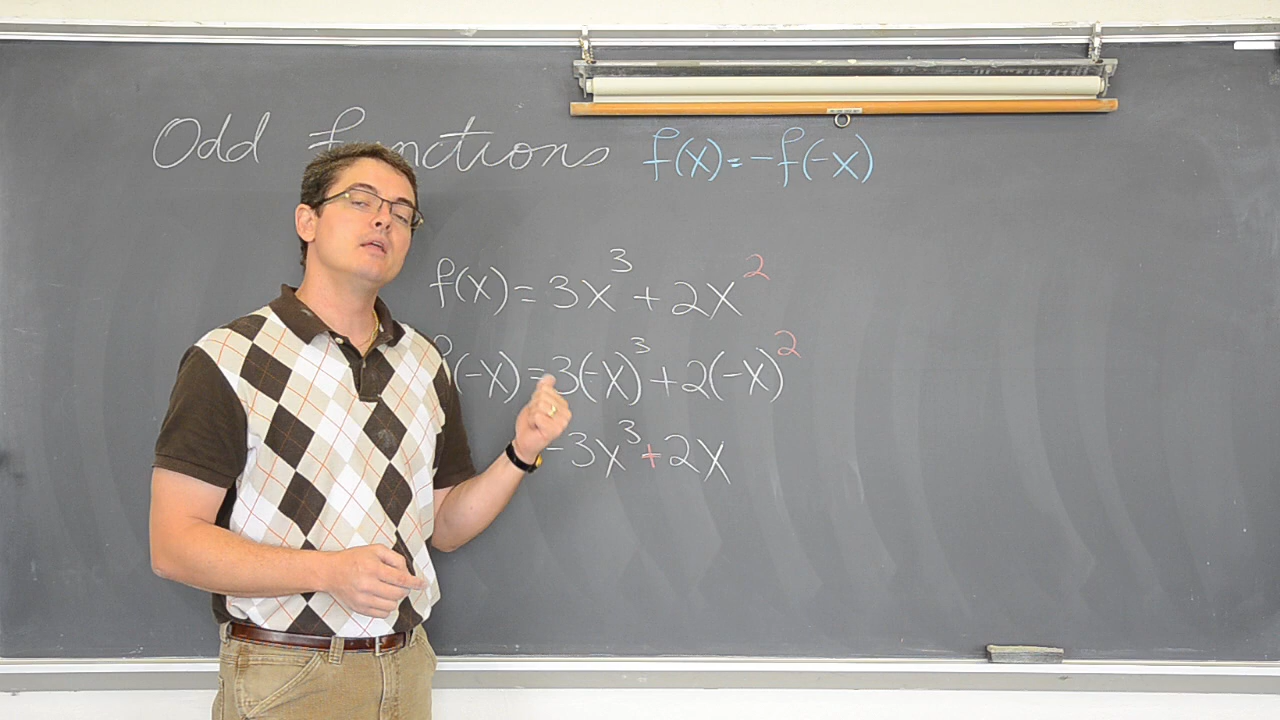 Odd functions f(x)=-f(-x)
f(x)=3x³+2x²
f(-x)=3(-x)³+2(-x)²
-3x³+2x